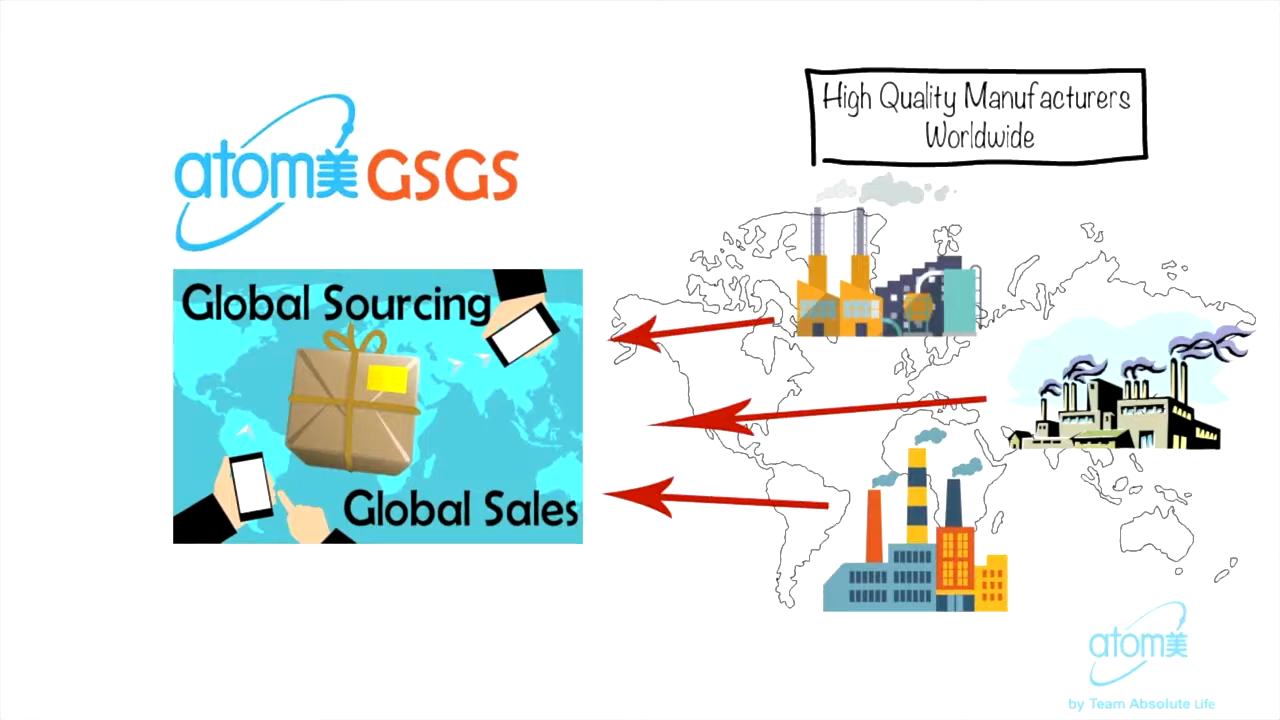 atom美 GSGS
Global Sourcing
Global Sales
High Quality Manufacturers
Worldwide
atom美
by Team Absolute Life